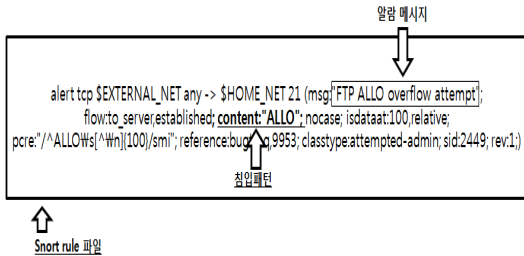 알람 메시지
alert tcp $EXTERNAL_NET any -> $HOME_NET 21 (msg:"FTP ALLO overflow attempt";
flow:to_server,established; content:"ALLO"; nocase; isdataat:100,relative;
pcre:"/^ALLO₩s[^₩n]{100}/smi"; reference:bug q,9953; classtype:attempted-admin; sid:2449; rev:1;)
침입패턴
Snort rule 파일